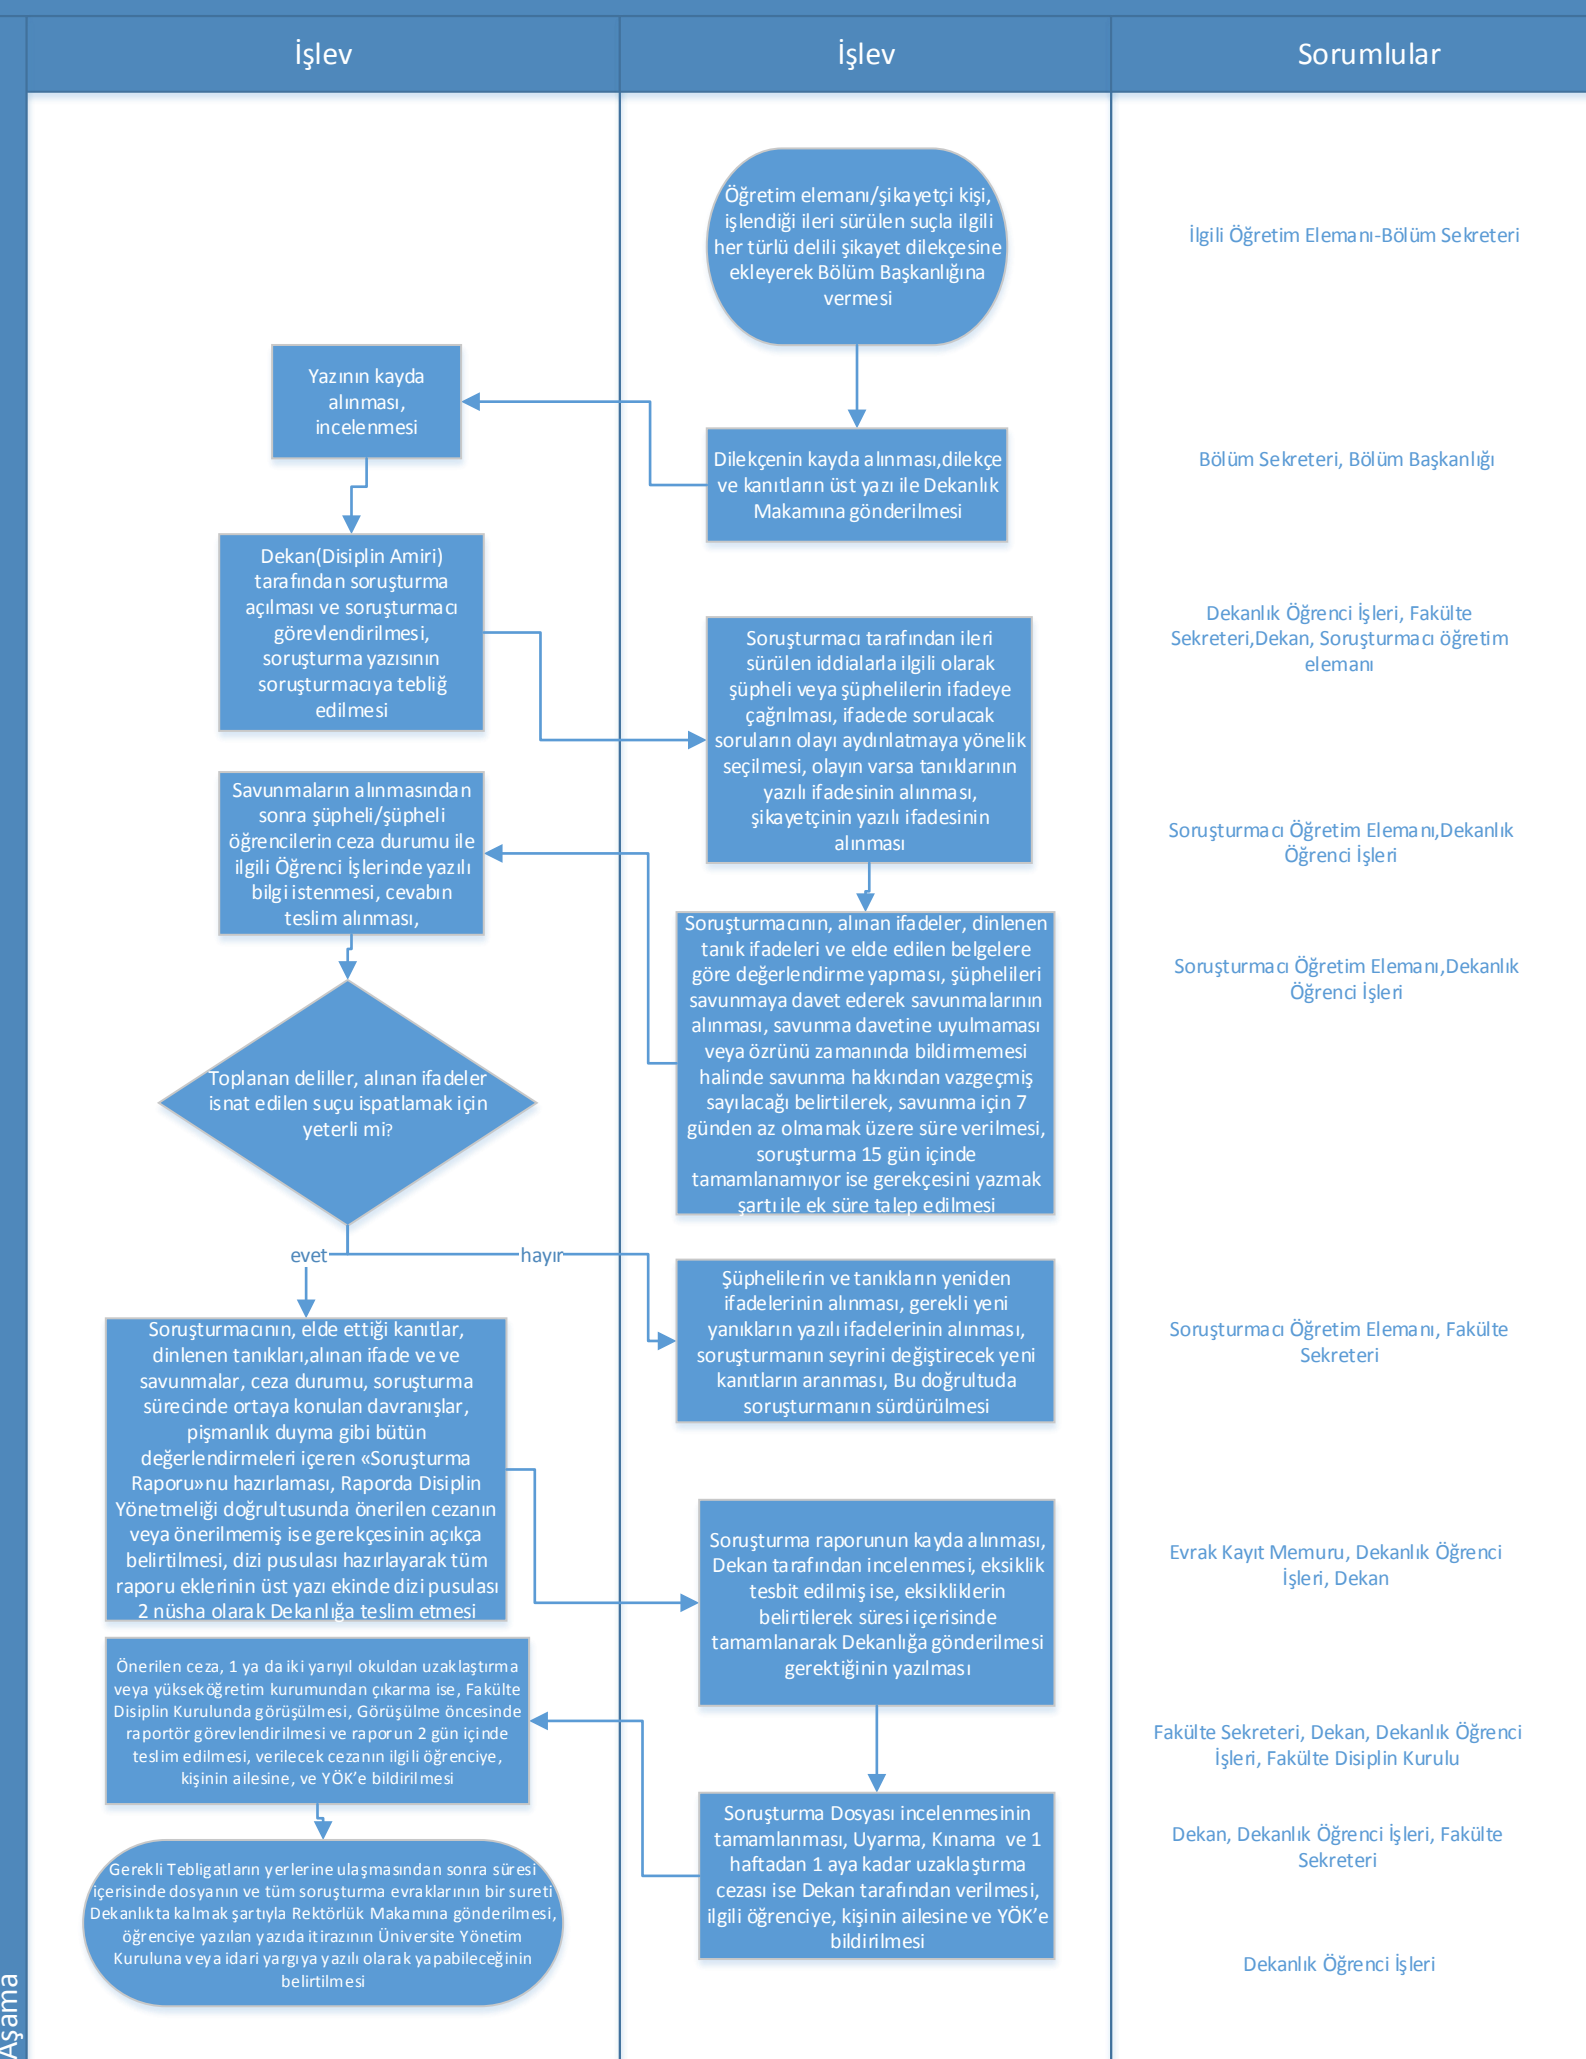 İşlev
İşlev
Sorumlular
Öğretim elemanı/şikayetçi kişi,
işlendiği ileri sürülen suçla ilgili
her türlü delili şikayet dilekçesine
ekleyerek Bölüm Başkanlığına
vermesi
İlgili Öğretim Elemanı-Bölüm Sekreteri
Yazının kayda
alınması,
incelenmesi
Dilekçenin kayda alınması,dilekçe
ve kanıtların üst yazı ile Dekanlık
Makamına gönderilmesi
Bölüm Sekreteri, Bölüm Başkanlığı
Dekan(Disiplin Amiri)
tarafından soruşturma
açılması ve soruşturmacı
görevlendirilmesi,
soruşturma yazısının
soruşturmacıya tebliğ
edilmesi
Soruşturmacı tarafından ileri
sürülen iddialarla ilgili olarak
şüpheli veya şüphelilerin ifadeye
çağrılması, ifadede sorulacak
soruların olayı aydınlatmaya yönelik
seçilmesi, olayın varsa tanıklarının
yazılı ifadesinin alınması,
şikayetçinin yazılı ifadesinin
alınması
Dekanlık Öğrenci İşleri, Fakülte
Sekreteri,Dekan, Soruşturmacı öğretim
elemanı
Savunmaların alınmasından
sonra şüpheli/şüpheli
öğrencilerin ceza durumu ile
ilgili Öğrenci İşlerinde yazılı
bilgi istenmesi, cevabın
teslim alınması,
Soruşturmacı Öğretim Elemanı,Dekanlık
Öğrenci İşleri
Soruşturmacının, alınan ifadeler, dinlenen
tanık ifadeleri ve elde edilen belgelere
göre değerlendirme yapması, şüphelileri
savunmaya davet ederek savunmalarının
alınması, savunma davetine uyulmaması
veya özrünü zamanında bildirmemesi
halinde savunma hakkından vazgeçmiş
sayılacağı belirtilerek, savunma için 7
günden az olmamak üzere süre verilmesi,
soruşturma 15 gün içinde
tamamlanamıyor ise gerekçesini yazmak
şartı ile ek süre talep edilmesi
Soruşturmacı Öğretim Elemanı,Dekanlık
Öğrenci İşleri
Toplanan deliller, alınan ifadeler
isnat edilen suçu ispatlamak için
yeterli mi?
evet
hayır
Şüphelilerin ve tanıkların yeniden
ifadelerinin alınması, gerekli yeni
yanıkların yazılı ifadelerinin alınması,
soruşturmanın seyrini değiştirecek yeni
kanıtların aranması, Bu doğrultuda
soruşturmanın sürdürülmesi
Soruşturmacı Öğretim Elemanı, Fakülte
Sekreteri
Soruşturmacının, elde ettiği kanıtlar,
dinlenen tanıkları,alınan ifade ve ve
savunmalar, ceza durumu, soruşturma
sürecinde ortaya konulan davranışlar,
pişmanlık duyma gibi bütün
değerlendirmeleri içeren «Soruşturma
Raporu»nu hazırlaması, Raporda Disiplin
Yönetmeliği doğrultusunda önerilen cezanın
veya önerilmemiş ise gerekçesinin açıkça
belirtilmesi, dizi pusulası hazırlayarak tüm
raporu eklerinin üst yazı ekinde dizi pusulası
2 nüsha olarak Dekanlığa teslim etmesi
Soruşturma raporunun kayda alınması,
Dekan tarafından incelenmesi, eksiklik
tesbit edilmiş ise, eksikliklerin
belirtilerek süresi içerisinde
tamamlanarak Dekanlığa gönderilmesi
gerektiğinin yazılması
Evrak Kayıt Memuru, Dekanlık Öğrenci
İşleri, Dekan
Önerilen ceza, 1 ya da iki yarıyıl okuldan uzaklaştırma
veya yükseköğretim kurumundan çıkarma ise, Fakülte
Disiplin Kurulunda görüşülmesi, Görüşülme öncesinde
raportör görevlendirilmesi ve raporun 2 gün içinde
teslim edilmesi, verilecek cezanın ilgili öğrenciye,
kişinin ailesine, ve YÖK’e bildirilmesi
Fakülte Sekreteri, Dekan, Dekanlık Öğrenci
İşleri, Fakülte Disiplin Kurulu
Soruşturma Dosyası incelenmesinin
tamamlanması, Uyarma, Kınama ve 1
haftadan 1 aya kadar uzaklaştırma
cezası ise Dekan tarafından verilmesi,
ilgili öğrenciye, kişinin ailesine ve YÖK’e
bildirilmesi
Dekan, Dekanlık Öğrenci İşleri, Fakülte
Sekreteri
Gerekli Tebligatların yerlerine ulaşmasından sonra süresi
içerisinde dosyanın ve tüm soruşturma evraklarının bir sureti
Dekanlıkta kalmak şartıyla Rektörlük Makamına gönderilmesi,
öğrenciye yazılan yazıda itirazının Üniversite Yönetim
Kuruluna veya idari yargıya yazılı olarak yapabileceğinin
belirtilmesi
Dekanlık Öğrenci İşleri
Aşama